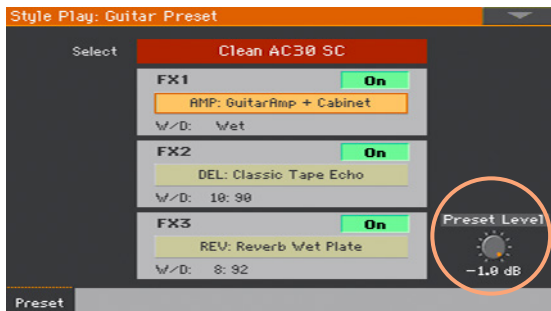 Style Play: Guitar Preset
Select Clean AC30 SC
FX1 On
AMP: GuitarAmp + Cabinet
W/D: Wet
FX2 On
DEL: Classic Tape Echo
W/D: 10: 90
FX3 On
REV: Reverb Wet Plate
W/D: 8: 92
Preset Level
-1.0 dB
Preset